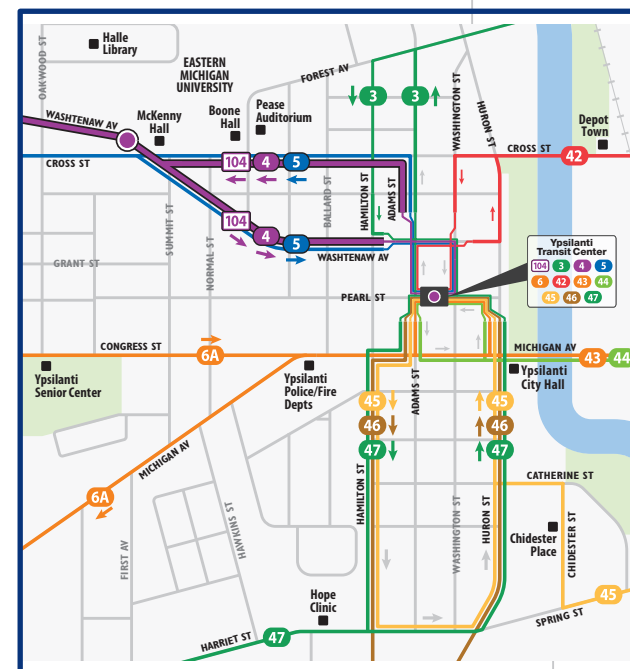 OAKWOOD ST
Halle
Library
EASTERN
MICHIGAN
UNIVERSITY
FOREST AV
WASHTENAW AV
McKenny
Hall
Boone
Hall
Pease
Auditorium
3
3
WASHINGTON ST
HURON ST
Depot
Town
CROSS ST
104
4
5
CROSS ST
42
SUMMIT ST
NORMAL ST
BALLARD ST
HAMILTON ST
ADAMS ST
104
4
5
WASHTENAW AV
GRANT ST
PEARL ST
Ypsilanti
Transit Center
104 3 4 5
6 42 43 44
45 46 47
CONGRESS ST
6A
MICHIGAN AV
43
44
Ypsilanti
Senior Center
Ypsilanti
Police/Fire
Depts
ADAMS ST
Ypsilanti
City Hall
45
46
47
45
46
47
MICHIGAN AV
6A
FIRST AV
HAWKINS ST
HAMILTON ST
WASHINGTON ST
HURON ST
CATHERINE ST
Chidester
Place
CHIDESTER ST
Hope
Clinic
HARRIET ST
47
SPRING ST
45